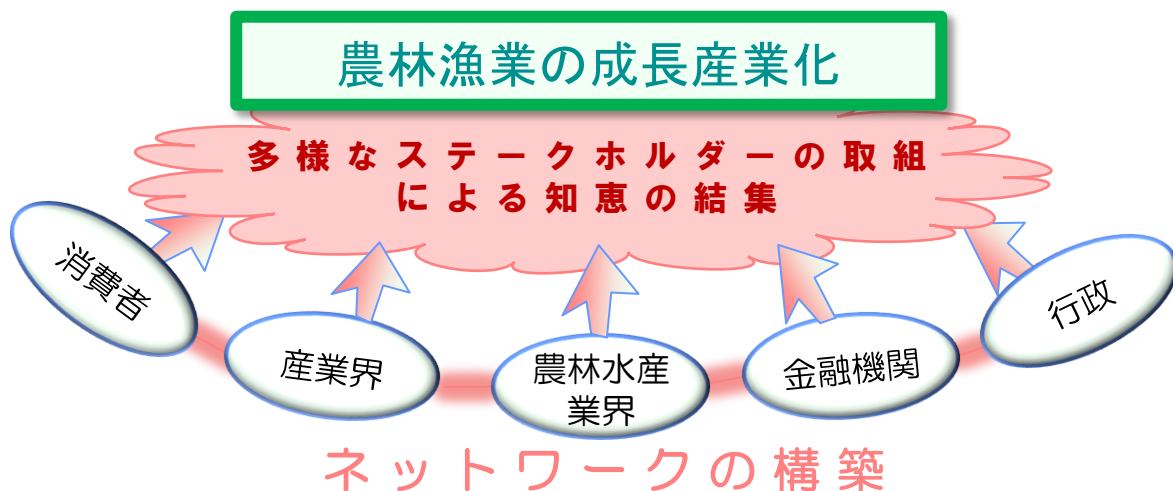 農林漁業の成長産業化
多様なステークホルダーの取組
による知恵の結集
消費者
産業界
農林水産
業界
金融機関
行政
ネットワークの構築